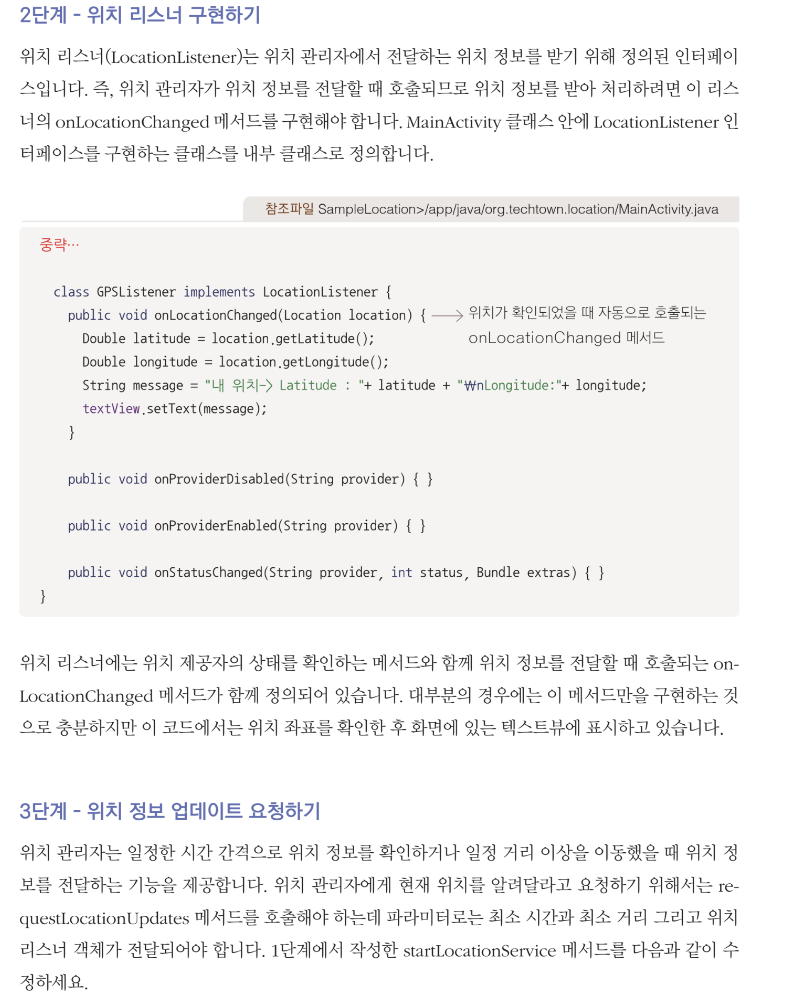 2단계 - 위치 리스너 구현하기
위치 리스너(LocationListener)는 위치 관리자에서 전달하는 위치 정보를 받기 위해 정의된 인터페이
스입니다. 즉, 위치 관리자가 위치 정보를 전달할 때 호출되므로 위치 정보를 받아 처리하려면 이 리스
너의 onLocationChanged 메서드를 구현해야 합니다. MainActivity 클래스 안에 LocationListener 인
터페이스를 구현하는 클래스를 내부 클래스로 정의합니다.
참조파일 SampleLocation>/app/java/org.techtown.location/MainActivity.java
중략…
class GPSListener implements LocationListener {
public void onLocationChanged(Location location) { → 위치가 확인되었을 때 자동으로 호출되는
onLocationChanged 메서드
Double latitude = location.getLatitude();
Double longitude = location.getLongitude();
String message = "내 위치-> Latitude : "+ latitude + "₩nLongitude:"+ longitude;
textView.setText(message);
}
public void onProviderDisabled(String provider) { }
public void onProviderEnabled(String provider) { }
public void onStatusChanged(String provider, int status, Bundle extras) { }
}
위치 리스너에는 위치 제공자의 상태를 확인하는 메서드와 함께 위치 정보를 전달할 때 호출되는 on-
LocationChanged 메서드가 함께 정의되어 있습니다. 대부분의 경우에는 이 메서드만을 구현하는 것
으로 충분하지만 이 코드에서는 위치 좌표를 확인한 후 화면에 있는 텍스트뷰에 표시하고 있습니다.
3단계 - 위치 정보 업데이트 요청하기
위치 관리자는 일정한 시간 간격으로 위치 정보를 확인하거나 일정 거리 이상을 이동했을 때 위치 정
보를 전달하는 기능을 제공합니다. 위치 관리자에게 현재 위치를 알려달라고 요청하기 위해서는 re-
questLocationUpdates 메서드를 호출해야 하는데 파라미터로는 최소 시간과 최소 거리 그리고 위치
리스너 객체가 전달되어야 합니다. 1단계에서 작성한 startLocationService 메서드를 다음과 같이 수
정하세요.